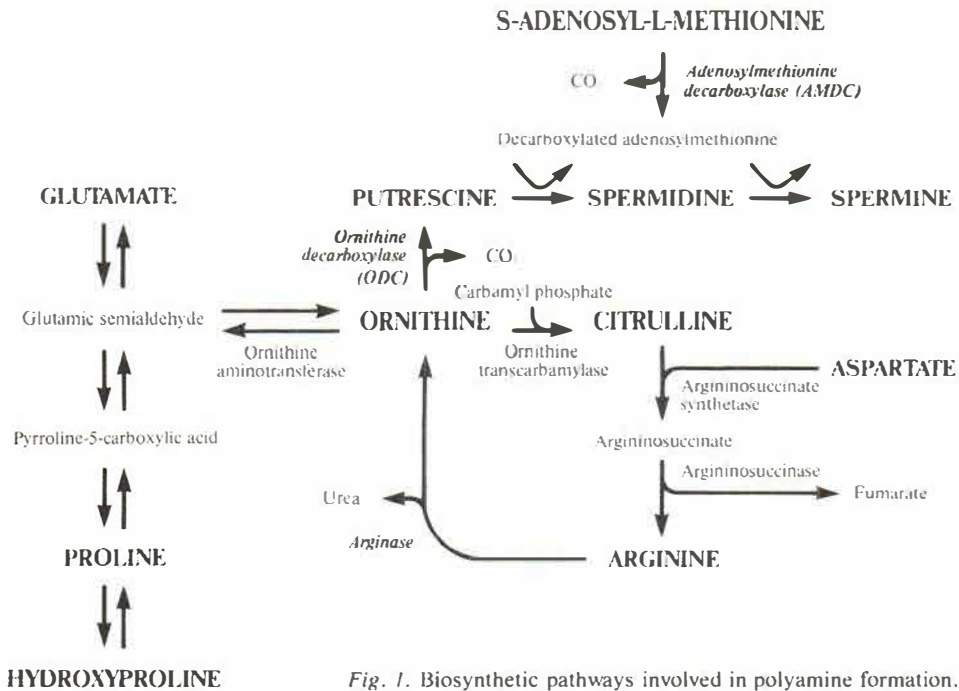 S-ADENOSYL-L-METHIONINE
CO
Adenosylmethionine
decarboxylase (AMDC)
Decarboxylated adenosylmethionine
GLUTAMATE
PUTRESCINE
SPERMIDINE
SPERMINE
Ornithine
decarboxylase
(ODC)
CO
Carbamyl phosphate
Glutamic semialdehyde
ORNITHINE
CITRULLINE
Ornithine
aminotransferase
Ornithine
transcarbamylase
ASPARTATE
Argininosuccinate
synthetase
Pyrroline-5-carboxylic acid
Argininosuccinate
Argininosuccinase
Urea
Fumarate
Arginase
PROLINE
ARGININE
HYDROXYPROLINE
Fig. 1. Biosynthetic pathways involved in polyamine formation.